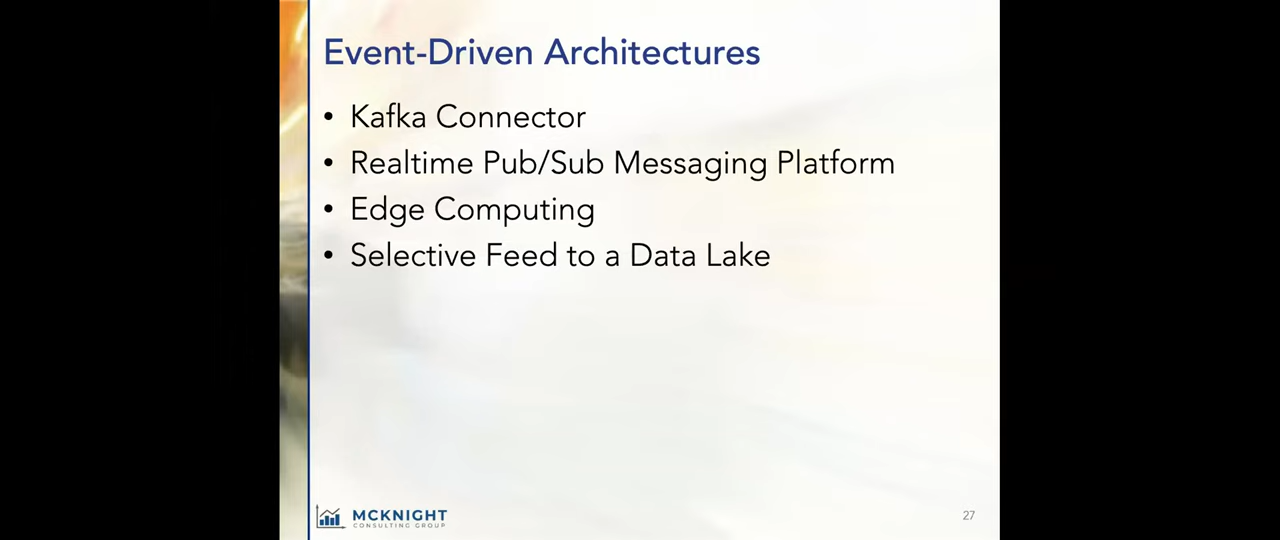 Event-Driven Architectures
• Kafka Connector
• Realtime Pub/Sub Messaging Platform
• Edge Computing
• Selective Feed to a Data Lake
MCKNIGHT
CONSULTING GROUP
27